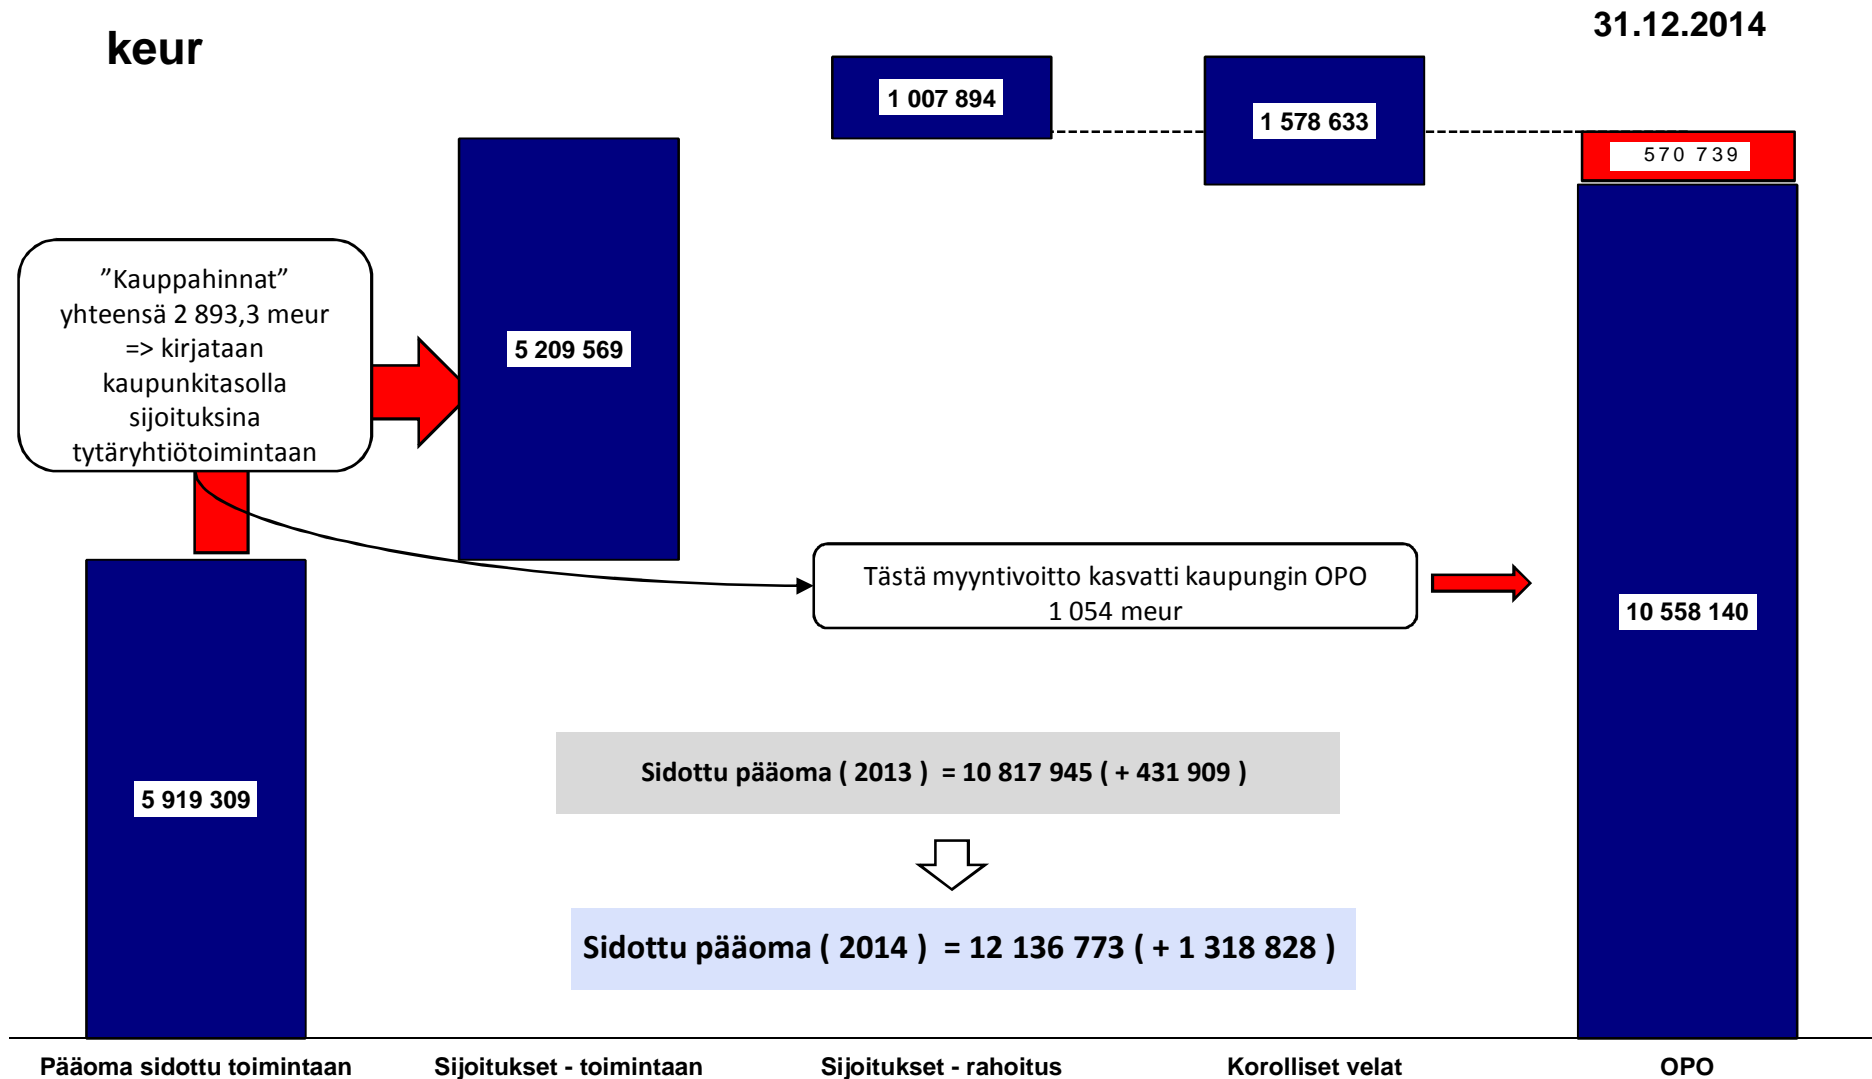 keur
31.12.2014
1 007 894
1 578 633
570 739
”Kauppahinnat”
yhteensä 2 893,3 meur
=> kirjataan
kaupunkitasolla
sijoituksina
tytäryhtiötoimintaan
5 209 569
Tästä myyntivoitto kasvatti kaupungin OPO
1 054 meur
10 558 140
5 919 309
Sidottu pääoma ( 2013 ) = 10 817 945 ( + 431 909 )
Sidottu pääoma ( 2014 ) = 12 136 773 ( + 1 318 828 )
Pääoma sidottu toimintaan
Sijoitukset - toimintaan
Sijoitukset - rahoitus
Korolliset velat
OPO